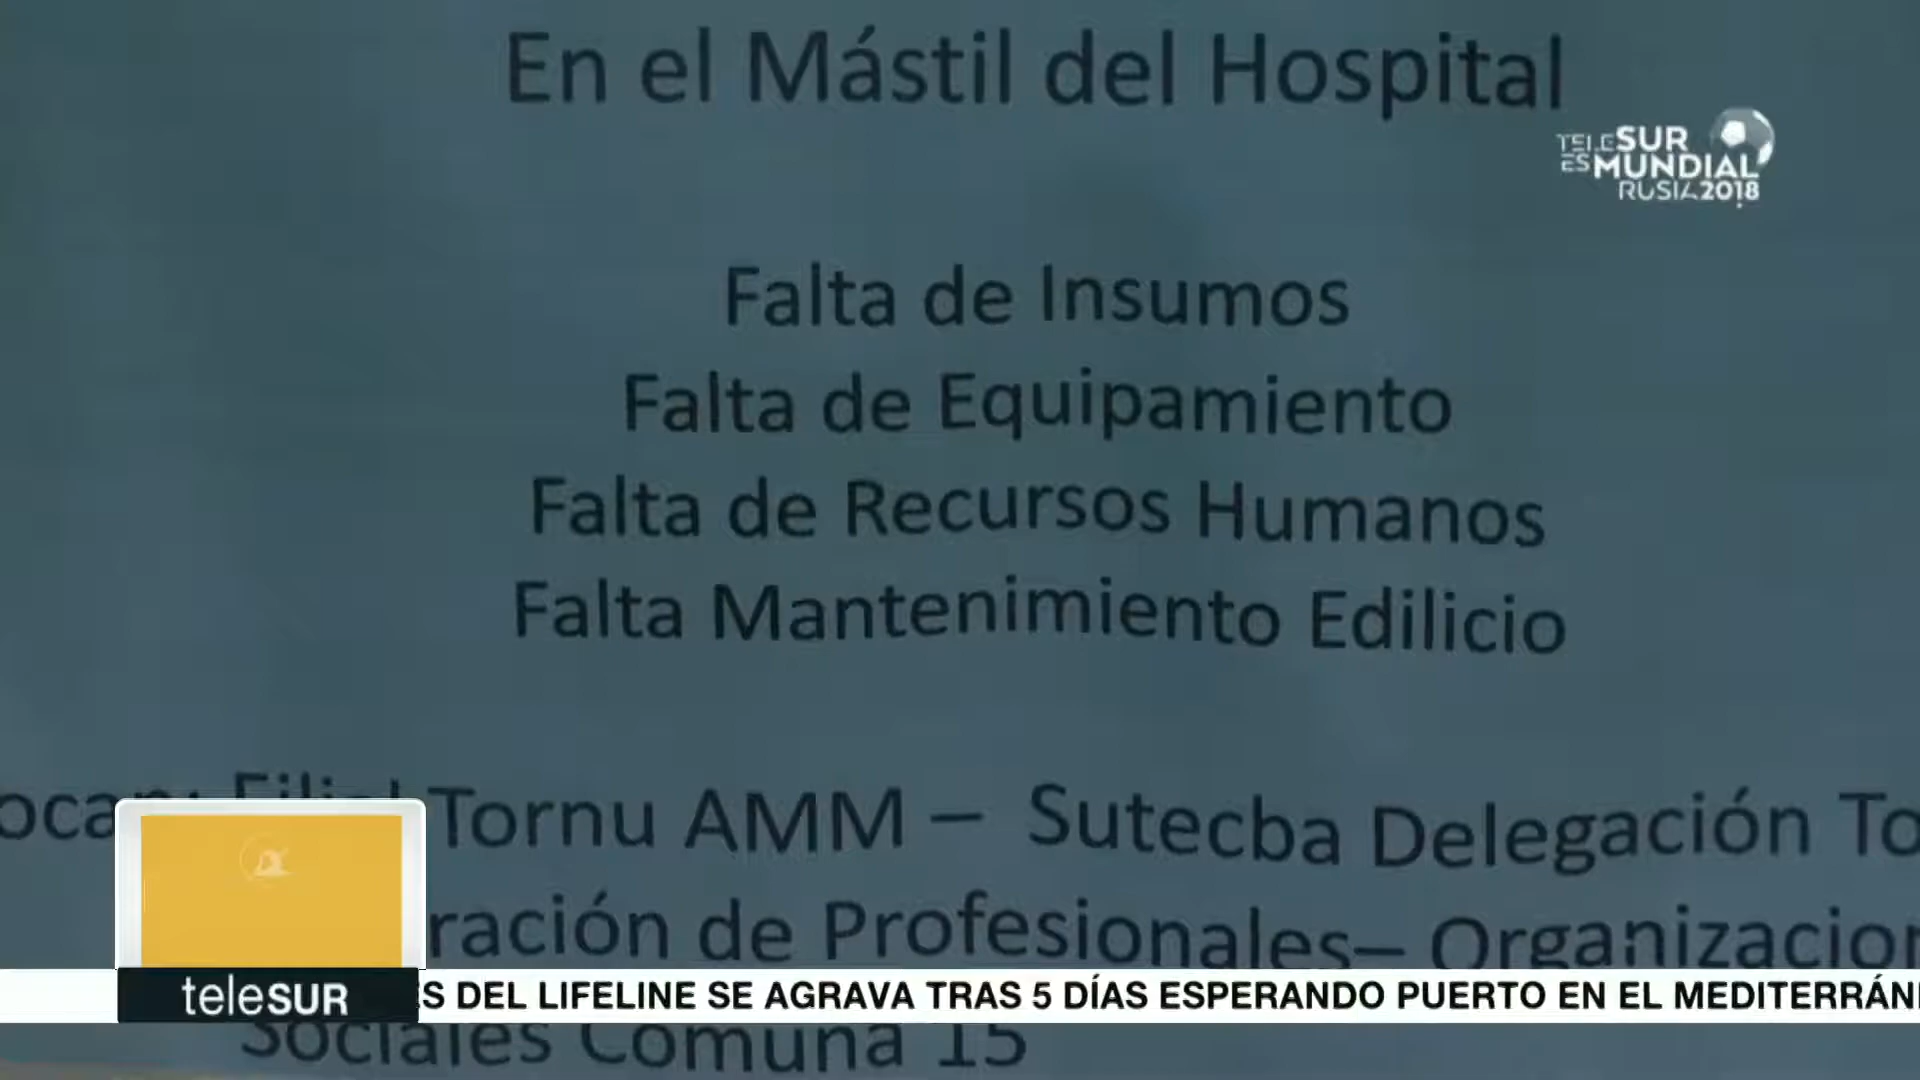 En el Mástil del Hospital
TELESUR
ES MUNDIAL
RUSIA 2018
Falta de Insumos
Falta de Equipamiento
Falta de Recursos Humanos
Falta Mantenimiento Edilicio
Filial Tornu AMM – Sutecba Delegación
de Profesionales– 
teleSUR
DEL LIFELINE SE AGRAVA TRAS 5 DÍAS ESPERANDO PUERTO EN EL
Sociales Comuna 15